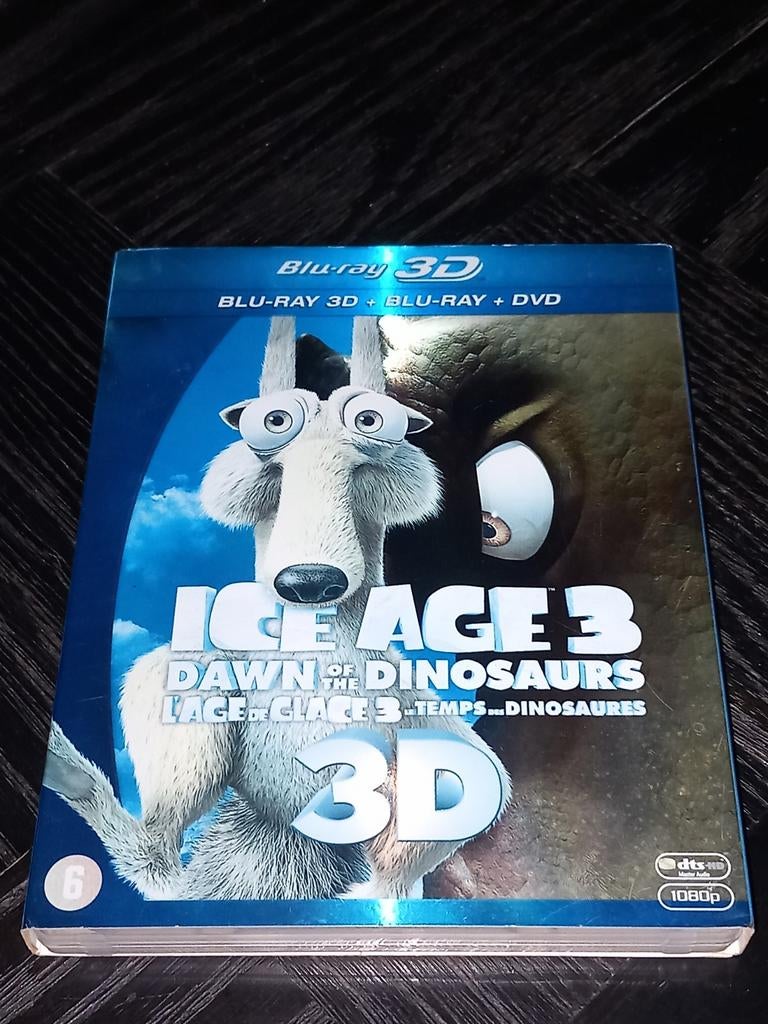 Blu-ray 3D
BLU-RAY 3D + BLU-RAY + DVD
ICE AGE 3
™
DAWN OF THE DINOSAURS
L'AGE DE GLACE 3 LE TEMPS DES DINOSAURES
3D
6
dts-HD
Master Audio
1080p